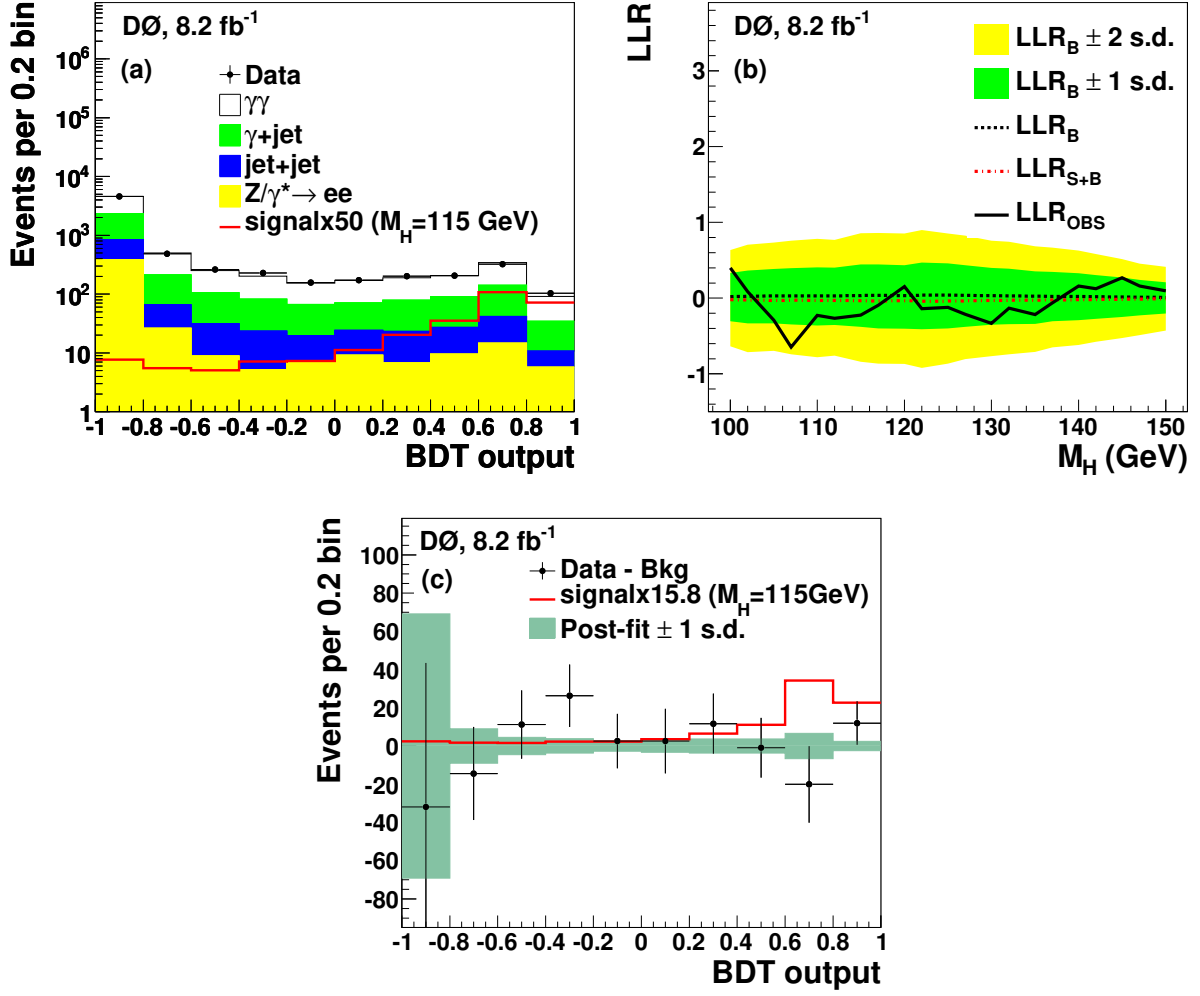 DØ, 8.2 fb⁻¹
(a)
Data
γγ
γ+jet
jet+jet
Z/γ*→ ee
signalx50 (M_H=115 GeV)
Events per 0.2 bin
10⁶
10⁵
10⁴
10³
10²
10
1
-1 -0.8 -0.6 -0.4 -0.2 0 0.2 0.4 0.6 0.8 1
BDT output
DØ, 8.2 fb⁻¹
(b)
LLR_B ± 2 s.d.
LLR_B ± 1 s.d.
LLR_B
LLR_S+B
LLR_OBS
LLR
3
2
1
0
-1
100 110 120 130 140 150
M_H (GeV)
DØ, 8.2 fb⁻¹
(c)
Data - Bkg
signalx15.8 (M_H=115GeV)
Post-fit ± 1 s.d.
Events per 0.2 bin
100
80
60
40
20
0
-20
-40
-60
-80
-1 -0.8 -0.6 -0.4 -0.2 0 0.2 0.4 0.6 0.8 1
BDT output